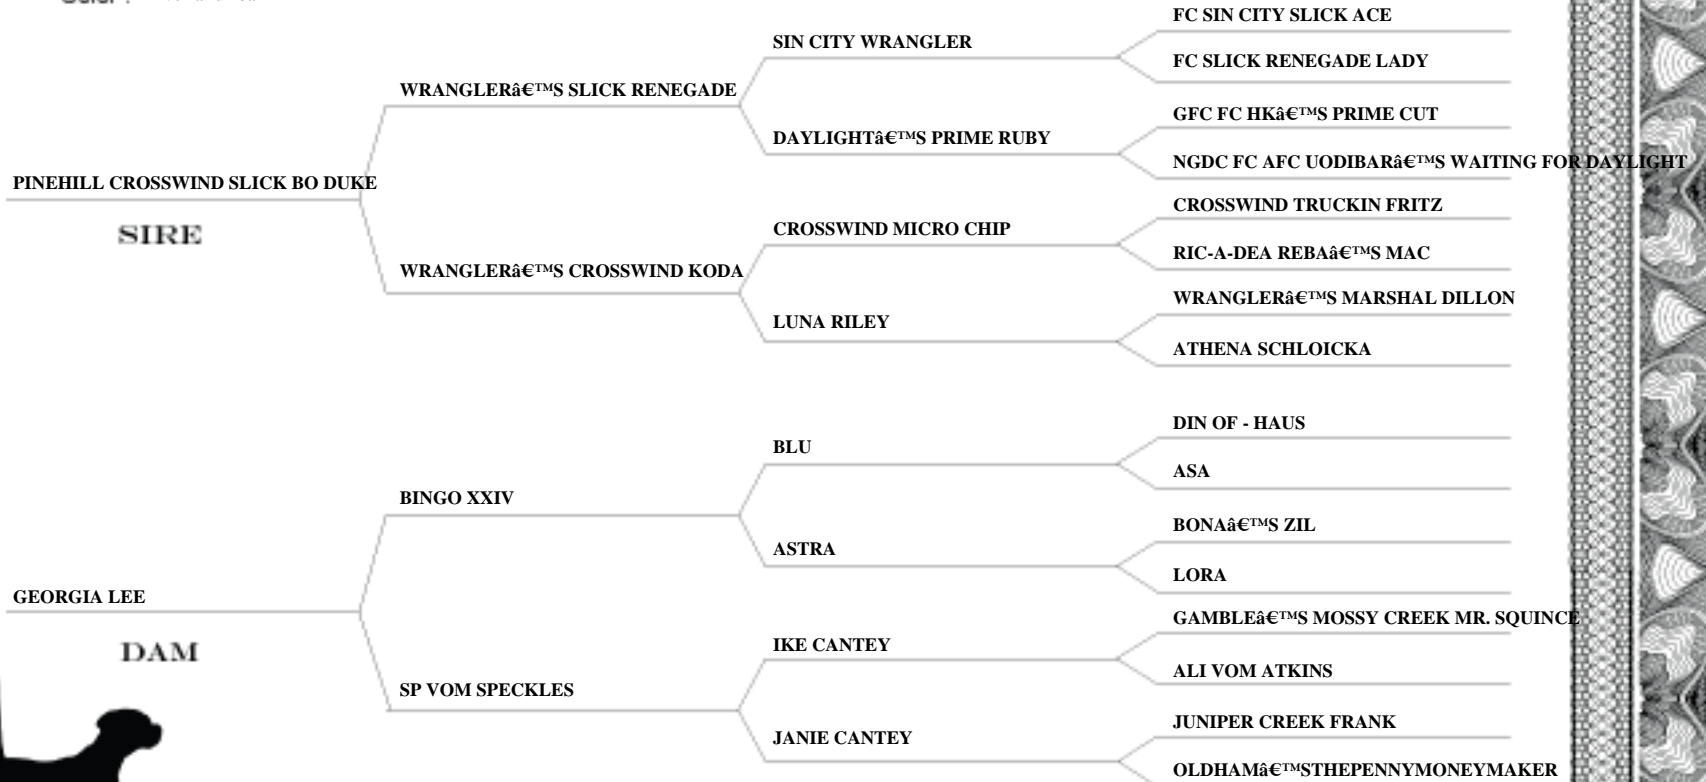 FC SIN CITY SLICK ACE
SIN CITY WRANGLER
FC SLICK RENEGADE LADY
WRANGLERâ€™S SLICK RENEGADE
GFC FC HKâ€™S PRIME CUT
DAYLIGHTâ€™S PRIME RUBY
NGDC FC AFC UODIBARâ€™S WAITING FOR DAYLIGHT
PINEHILL CROSSWIND SLICK BO DUKE
SIRE
CROSSWIND TRUCKIN FRITZ
CROSSWIND MICRO CHIP
RIC-A-DEA REBAâ€™S MAC
WRANGLERâ€™S CROSSWIND KODA
WRANGLERâ€™S MARSHAL DILLON
LUNA RILEY
ATHENA SCHLOICKA
DIN OF - HAUS
BLU
ASA
BINGO XXIV
BONAâ€™S ZIL
ASTRA
LORA
GEORGIA LEE
DAM
GAMBLEâ€™S MOSSY CREEK MR. SQUINCE
IKE CANTEY
ALI VOM ATKINS
SP VOM SPECKLES
JUNIPER CREEK FRANK
JANIE CANTEY
OLDHAMâ€™STHEPENNYMONEYMAKER